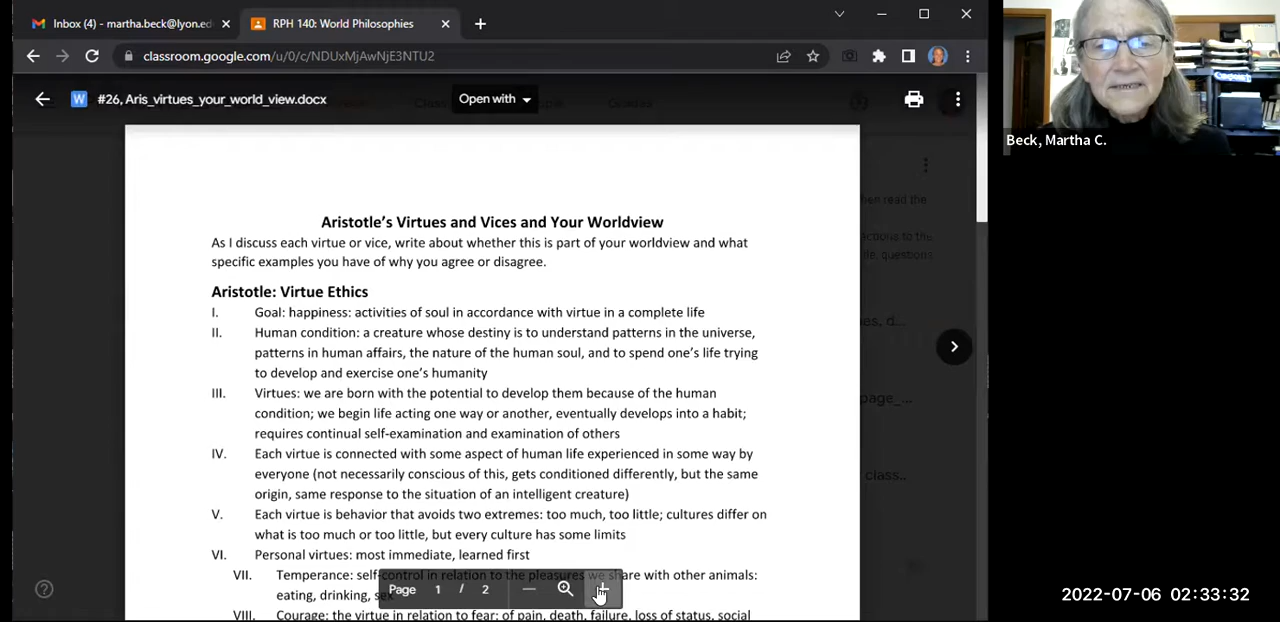 Inbox (4) - martha.beck@lyon.ed
RPH 140: World Philosophies
classroom.google.com/u/0/c/NDUxMjAwNjE3NTU2
#26, Aris_virtues_your_world_view.docx
Open with
Beck, Martha C.
hen read the
ctions to the
le, questions
es, d...
page_...
class..
Aristotle's Virtues and Vices and Your Worldview
As I discuss each virtue or vice, write about whether this is part of your worldview and what
specific examples you have of why you agree or disagree.
Aristotle: Virtue Ethics
I. Goal: happiness: activities of soul in accordance with virtue in a complete life
II. Human condition: a creature whose destiny is to understand patterns in the universe,
patterns in human affairs, the nature of the human soul, and to spend one's life trying
to develop and exercise one's humanity
III. Virtues: we are born with the potential to develop them because of the human
condition; we begin life acting one way or another, eventually develops into a habit;
requires continual self-examination and examination of others
IV. Each virtue is connected with some aspect of human life experienced in some way by
everyone (not necessarily conscious of this, gets conditioned differently, but the same
origin, same response to the situation of an intelligent creature)
V. Each virtue is behavior that avoids two extremes: too much, too little; cultures differ on
what is too much or too little, but every culture has some limits
VI. Personal virtues: most immediate, learned first
VII. Temperance: self-control in relation to the pleasures we share with other animals:
eating, drinking, sex
VIII. Courage: the virtue in relation to fear: of pain, death, failure, loss of status, social
Page 1 / 2
2022-07-06 02:33:32